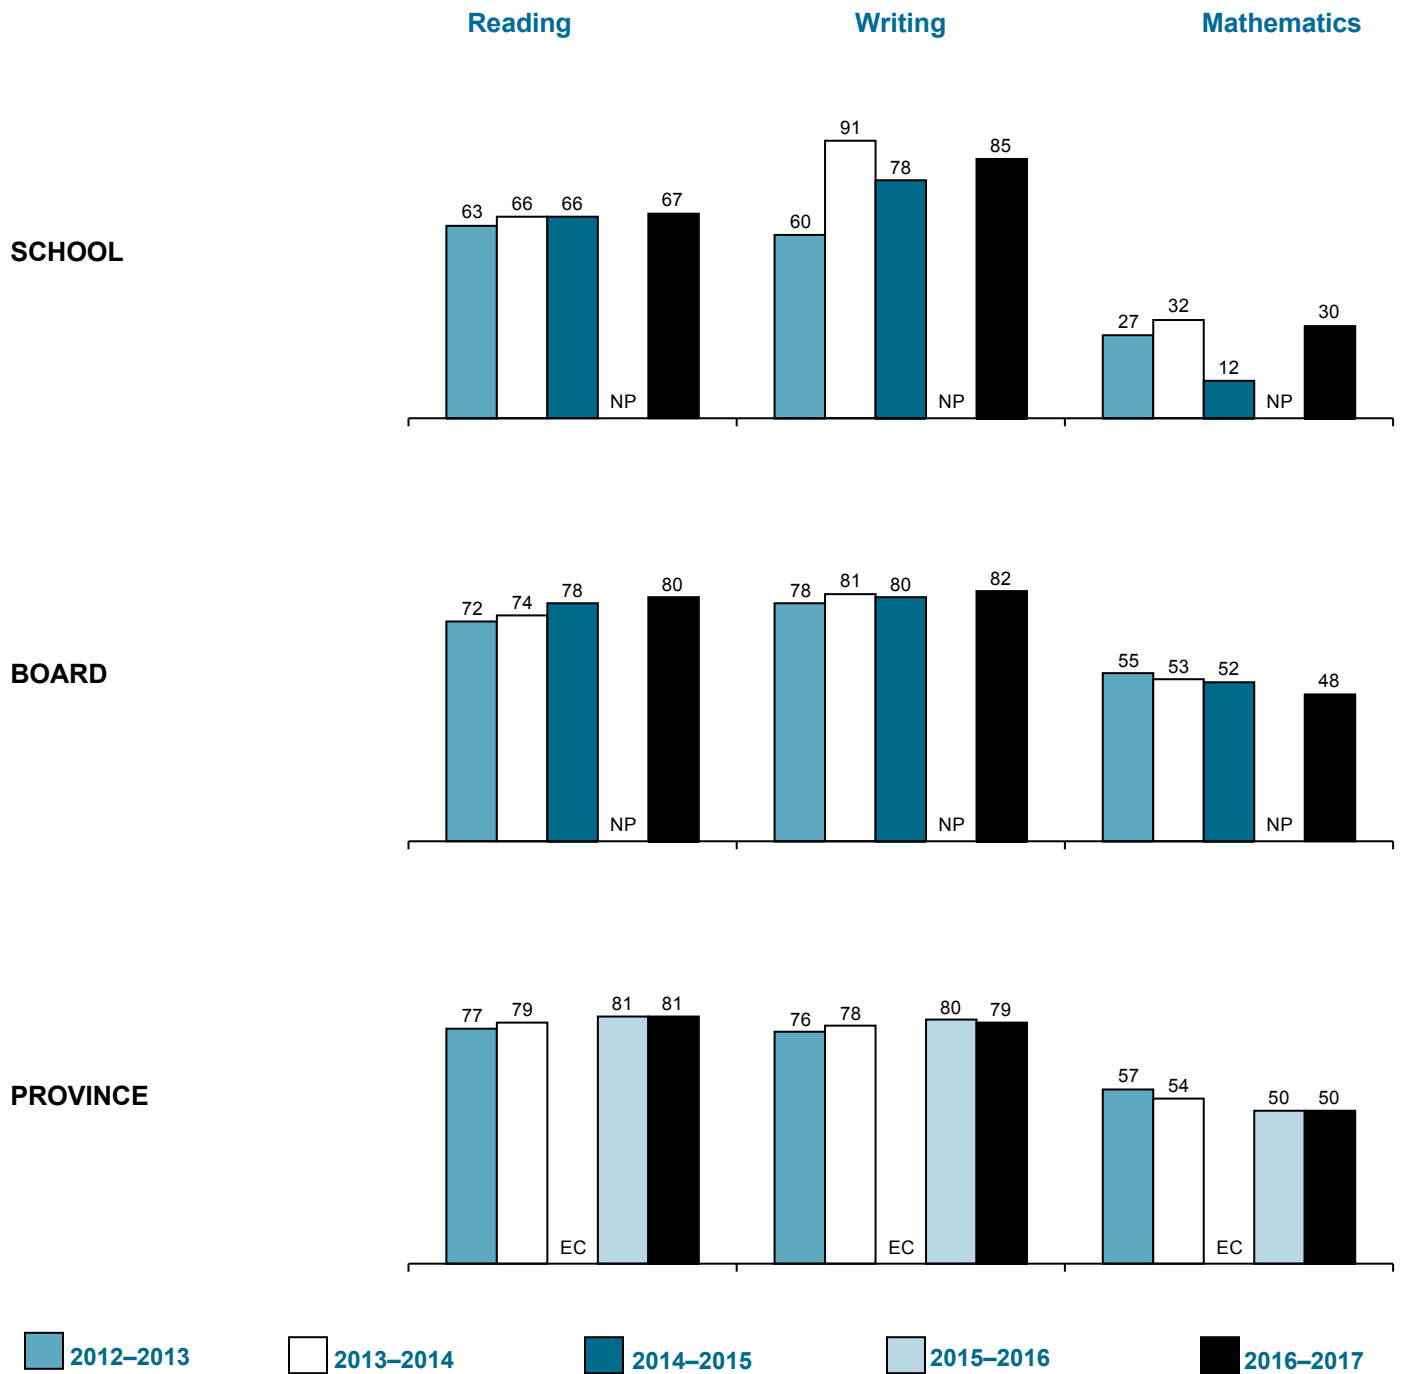 Reading Writing Mathematics
SCHOOL
63 66 66 NP 67
60 91 78 NP 85
27 32 12 NP 30
BOARD
72 74 78 NP 80
78 81 80 NP 82
55 53 52 NP 48
PROVINCE
77 79 EC 81 81
76 78 EC 80 79
57 54 EC 50 50
2012–2013 2013–2014 2014–2015 2015–2016 2016–2017